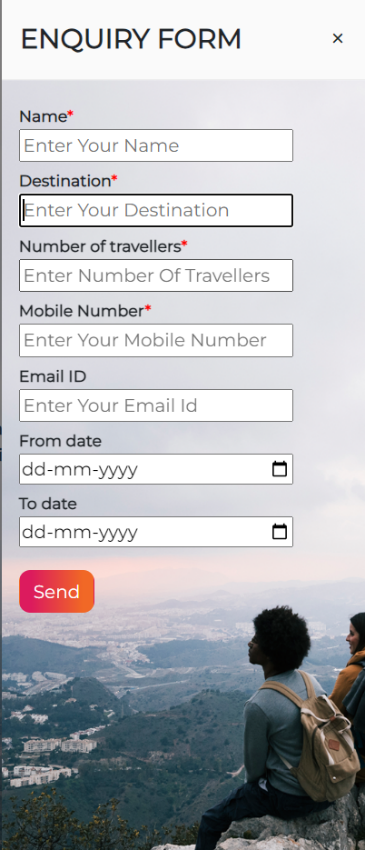 ENQUIRY FORM ×
Name*
Enter Your Name
Destination*
Enter Your Destination
Number of travellers*
Enter Number Of Travellers
Mobile Number*
Enter Your Mobile Number
Email ID
Enter Your Email Id
From date
dd-mm-yyyy
To date
dd-mm-yyyy
Send